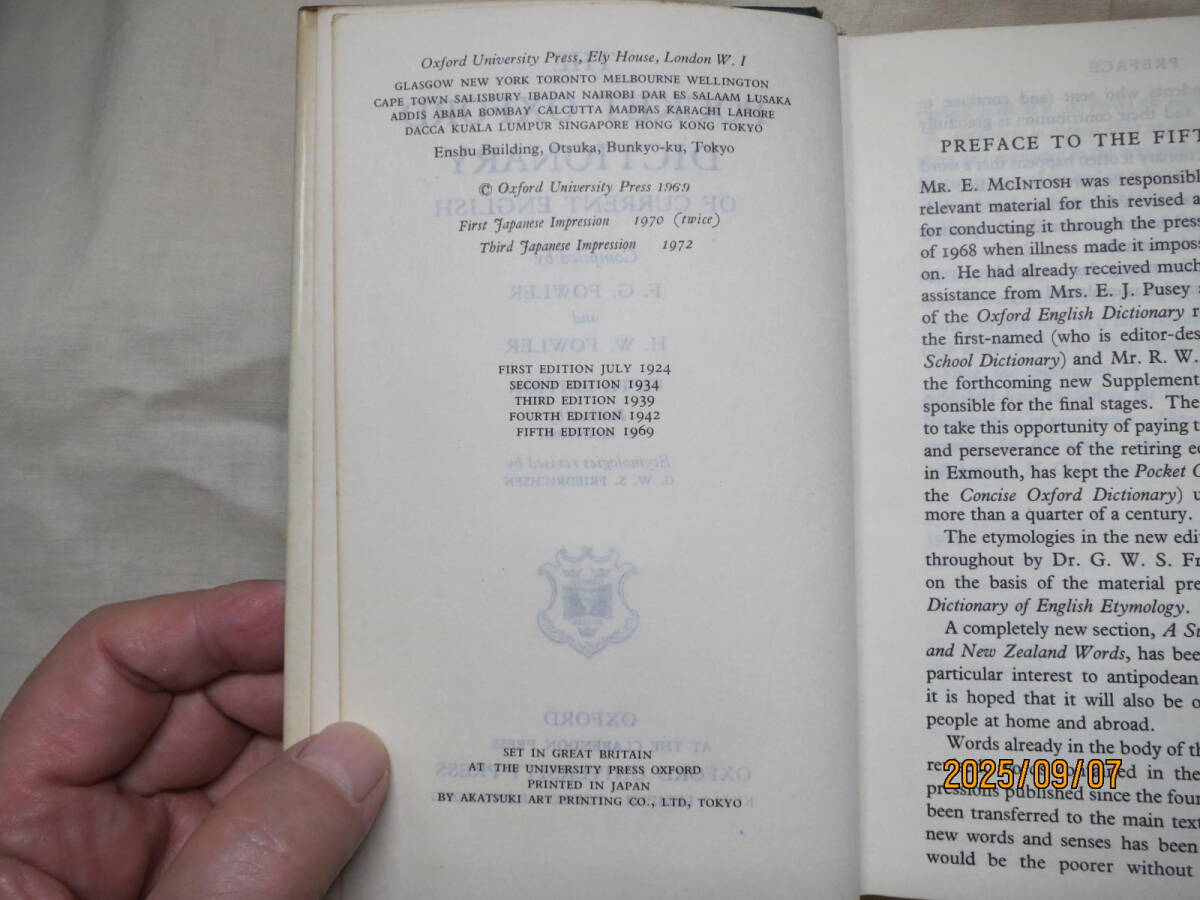 Oxford University Press, Ely House, London W. 1
GLASGOW NEW YORK TORONTO MELBOURNE WELLINGTON
CAPE TOWN SALISBURY IBADAN NAIROBI DAR ES SALAAM LUSAKA
ADDIS ABABA BOMBAY CALCUTTA MADRAS KARACHI LAHORE
DACCA KUALA LUMPUR SINGAPORE HONG KONG TOKYO
Enshu Building, Otsuka, Bunkyo-ku, Tokyo
© Oxford University Press 1969
First Japanese Impression 1970 (twice)
Third Japanese Impression 1972
FIRST EDITION JULY 1924
SECOND EDITION 1934
THIRD EDITION 1939
FOURTH EDITION 1942
FIFTH EDITION 1969
SET IN GREAT BRITAIN
AT THE UNIVERSITY PRESS OXFORD
PRINTED IN JAPAN
BY AKATSUKI ART PRINTING CO., LTD, TOKYO
PREFACE TO THE FIFT
MR. E. MCINTOSH was responsibl
relevant material for this revised a
for conducting it through the press
of 1968 when illness made it imposs
on. He had already received much
assistance from Mrs. E. J. Pusey
of the Oxford English Dictionary r
the first-named (who is editor-des
School Dictionary) and Mr. R. W.
the forthcoming new Supplement
sponsible for the final stages. The
to take this opportunity of paying t
and perseverance of the retiring e
in Exmouth, has kept the Pocket O
the Concise Oxford Dictionary) u
more than a quarter of a century.
The etymologies in the new edit
throughout by Dr. G. W. S. Fr
on the basis of the material pre
Dictionary of English Etymology.
A completely new section, A S
and New Zealand Words, has bee
particular interest to antipodean
it is hoped that it will also be o
people at home and abroad.
Words already in the body of th
in the
pressions published since the four
been transferred to the main text
new words and senses has been
would be the poorer without
2025/09/07